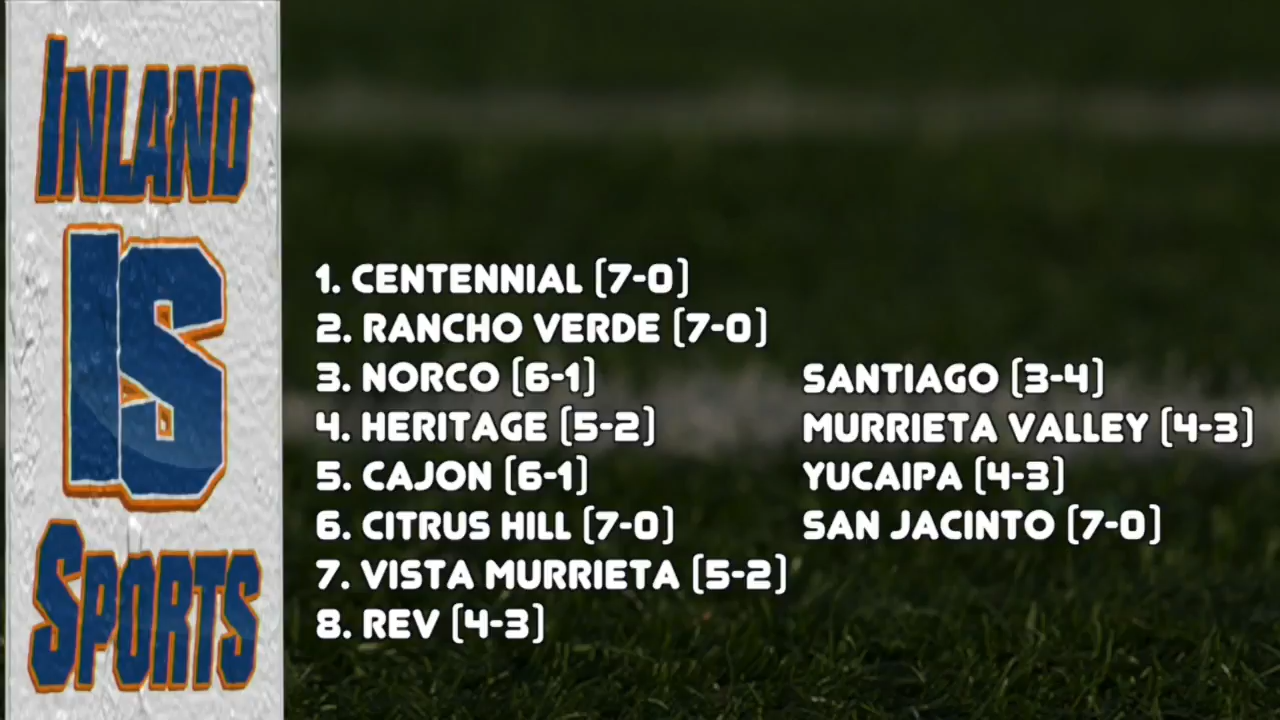 INLAND
IS
SPORTS
1. CENTENNIAL (7-0)
2. RANCHO VERDE (7-0)
3. NORCO (6-1)
4. HERITAGE (5-2)
5. CAJON (6-1)
6. CITRUS HILL (7-0)
7. VISTA MURRIETA (5-2)
8. REV (4-3)
SANTIAGO (3-4)
MURRIETA VALLEY (4-3)
YUCAIPA (4-3)
SAN JACINTO (7-0)